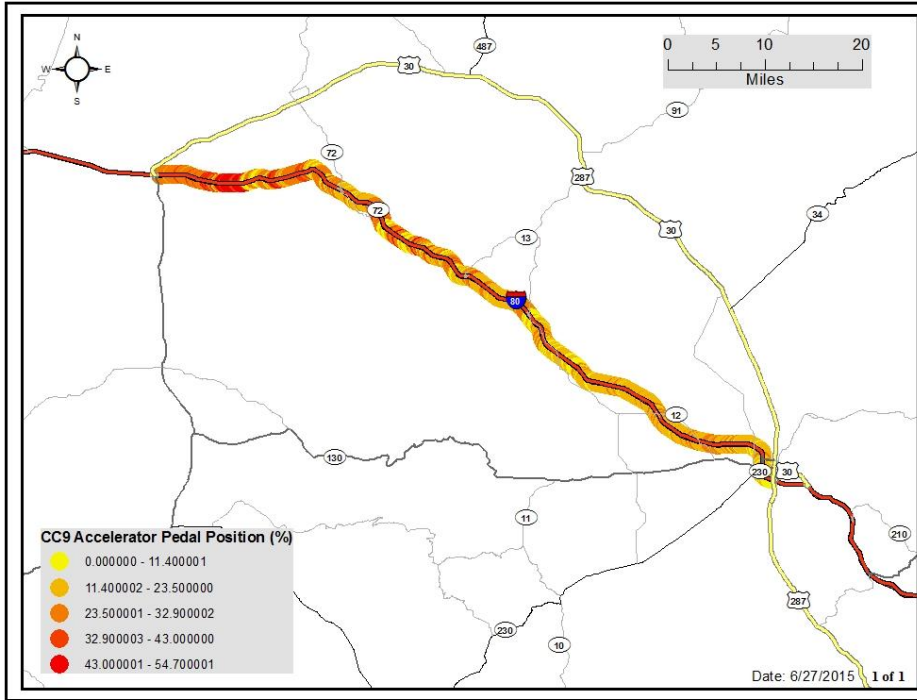 N
W E
S
487
30
0 5 10 20
Miles
91
72
287
72
34
13
30
80
12
130
230
30
11
210
CC9 Accelerator Pedal Position (%)
0.000000 - 11.400001
11.400002 - 23.500000
23.500001 - 32.900002
32.900003 - 43.000000
43.000001 - 54.700001
287
230
10
Date: 6/27/2015 1 of 1